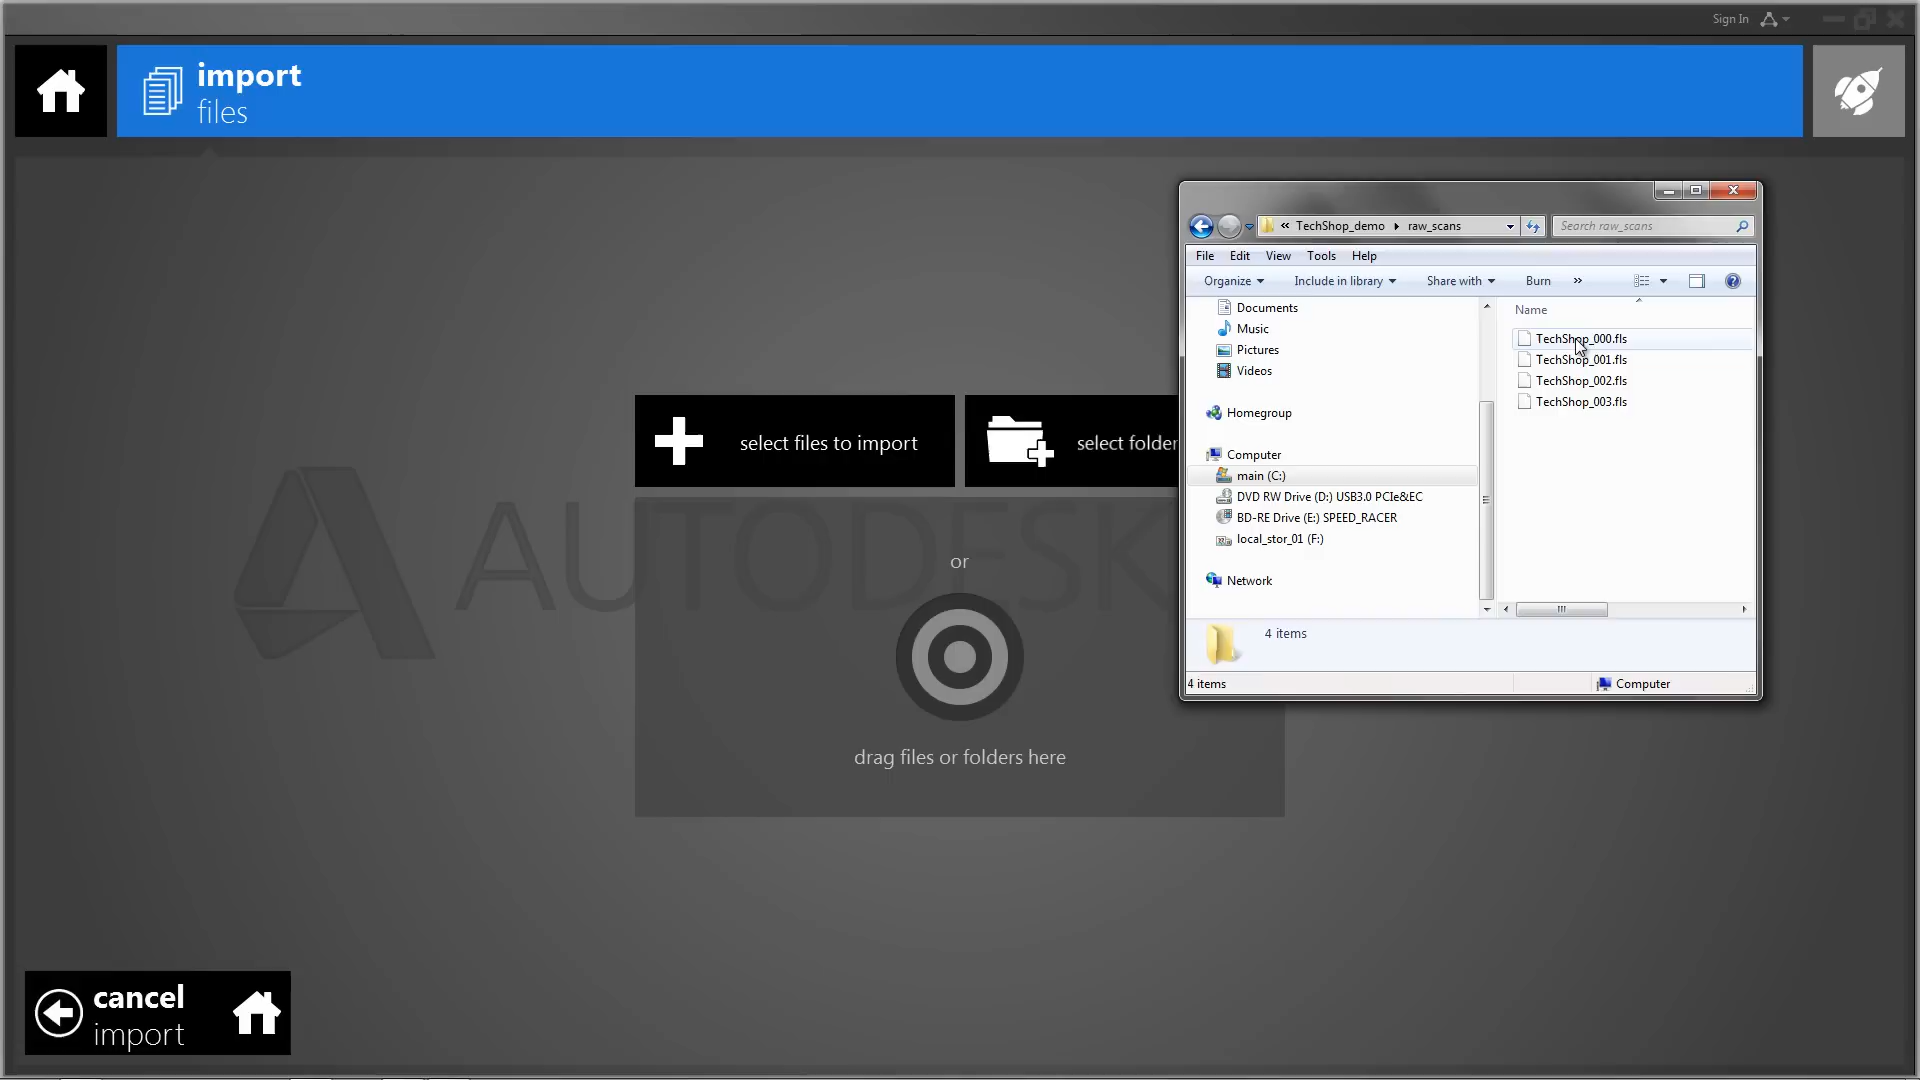 Sign In
import
files
« TechShop_demo raw_scans
Search raw_scans
File Edit View Tools Help
Organize Include in library Share with Burn »
Documents
Music
Pictures
Videos
Homegroup
Computer
main (C:)
DVD RW Drive (D:) USB3.0 PCIe&EC
BD-RE Drive (E:) SPEED_RACER
local_stor_01 (F:)
Network
Name
TechShop_000.fls
TechShop_001.fls
TechShop_002.fls
TechShop_003.fls
4 items
4 items
Computer
select files to import
select folder
AUTODESK
or
drag files or folders here
cancel
import